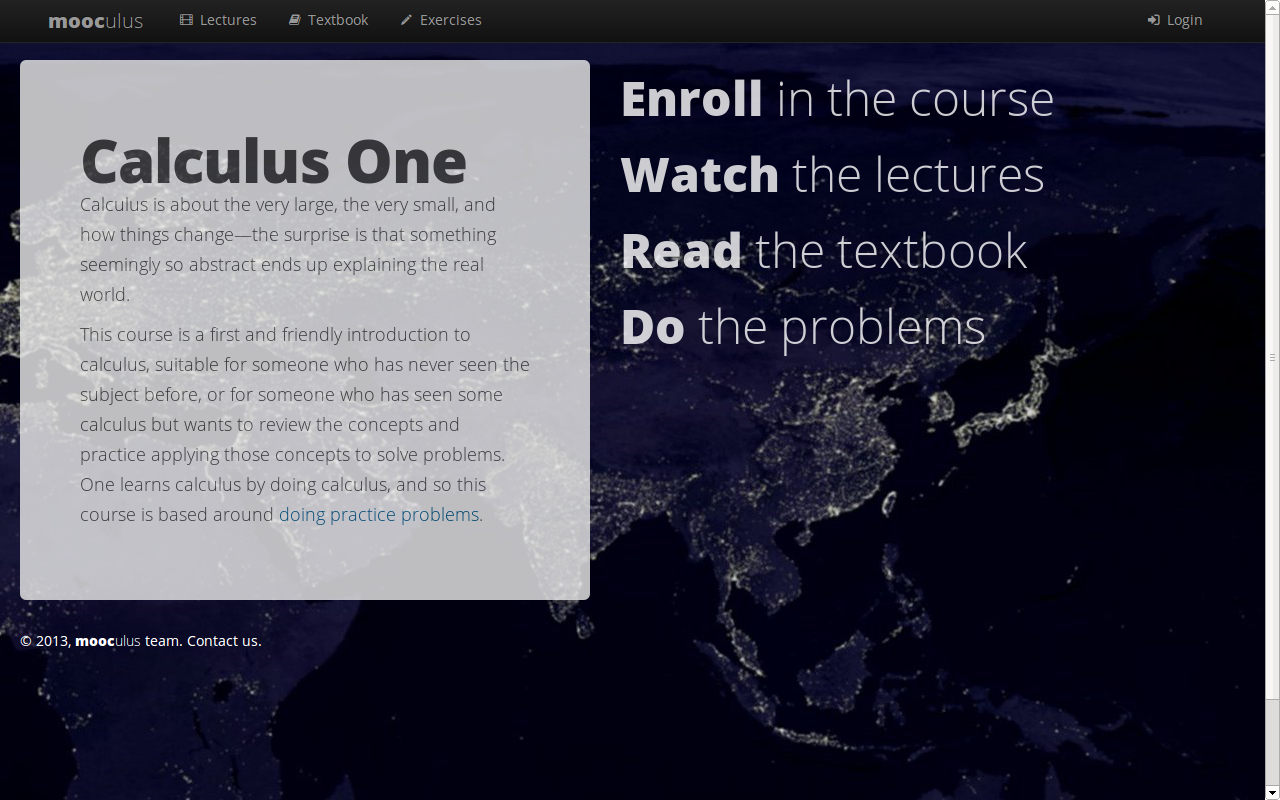 mooculus Lectures Textbook Exercises Login
Calculus One
Calculus is about the very large, the very small, and
how things change—the surprise is that something
seemingly so abstract ends up explaining the real
world.
This course is a first and friendly introduction to
calculus, suitable for someone who has never seen the
subject before, or for someone who has seen some
calculus but wants to review the concepts and
practice applying those concepts to solve problems.
One learns calculus by doing calculus, and so this
course is based around doing practice problems.
Enroll in the course
Watch the lectures
Read the textbook
Do the problems
© 2013, mooculus team. Contact us.